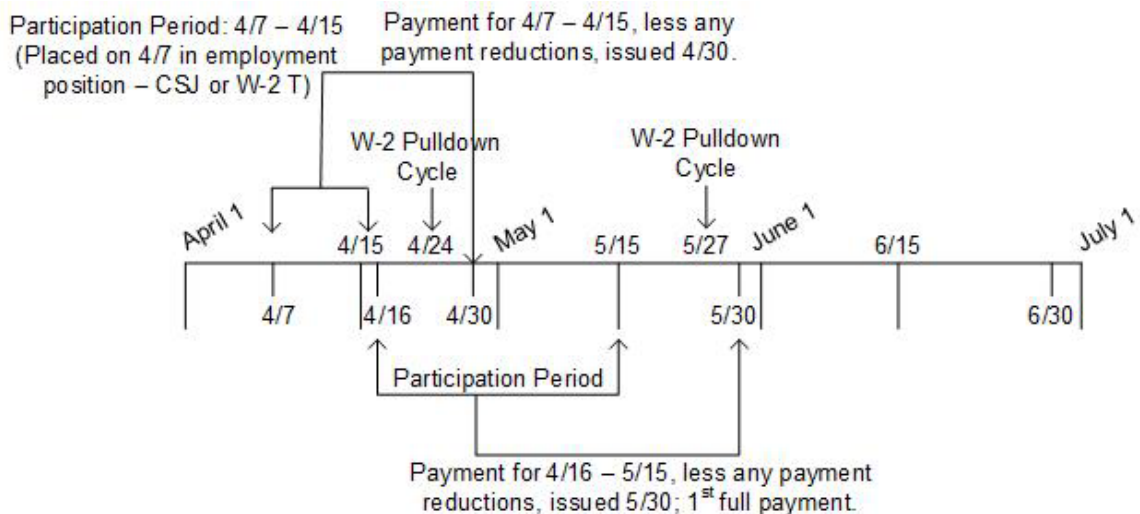 Participation Period: 4/7 – 4/15
(Placed on 4/7 in employment
position – CSJ or W-2 T)
Payment for 4/7 – 4/15, less any
payment reductions, issued 4/30.
W-2 Pulldown
Cycle
W-2 Pulldown
Cycle
April 1
4/15
4/24
May 1
5/15
5/27
June 1
6/15
July 1
4/7
4/16
4/30
5/30
6/30
Participation Period
Payment for 4/16 – 5/15, less any payment
reductions, issued 5/30; 1st full payment.